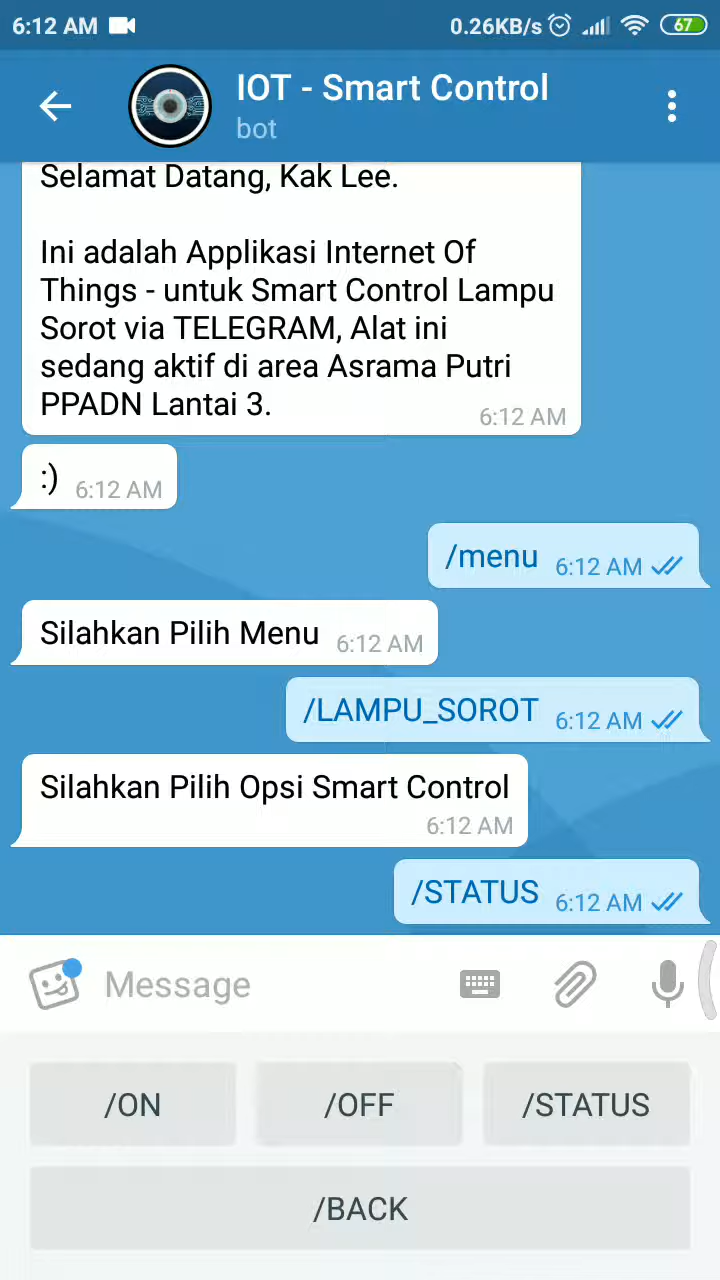 6:12 AM 0.26KB/s 67
IOT - Smart Control
bot
Selamat Datang, Kak Lee.
Ini adalah Applikasi Internet Of
Things - untuk Smart Control Lampu
Sorot via TELEGRAM, Alat ini
sedang aktif di area Asrama Putri
PPADN Lantai 3.
6:12 AM
:) 6:12 AM
/menu 6:12 AM
Silahkan Pilih Menu 6:12 AM
/LAMPU_SOROT 6:12 AM
Silahkan Pilih Opsi Smart Control
6:12 AM
/STATUS 6:12 AM
Message
/ON /OFF /STATUS
/BACK